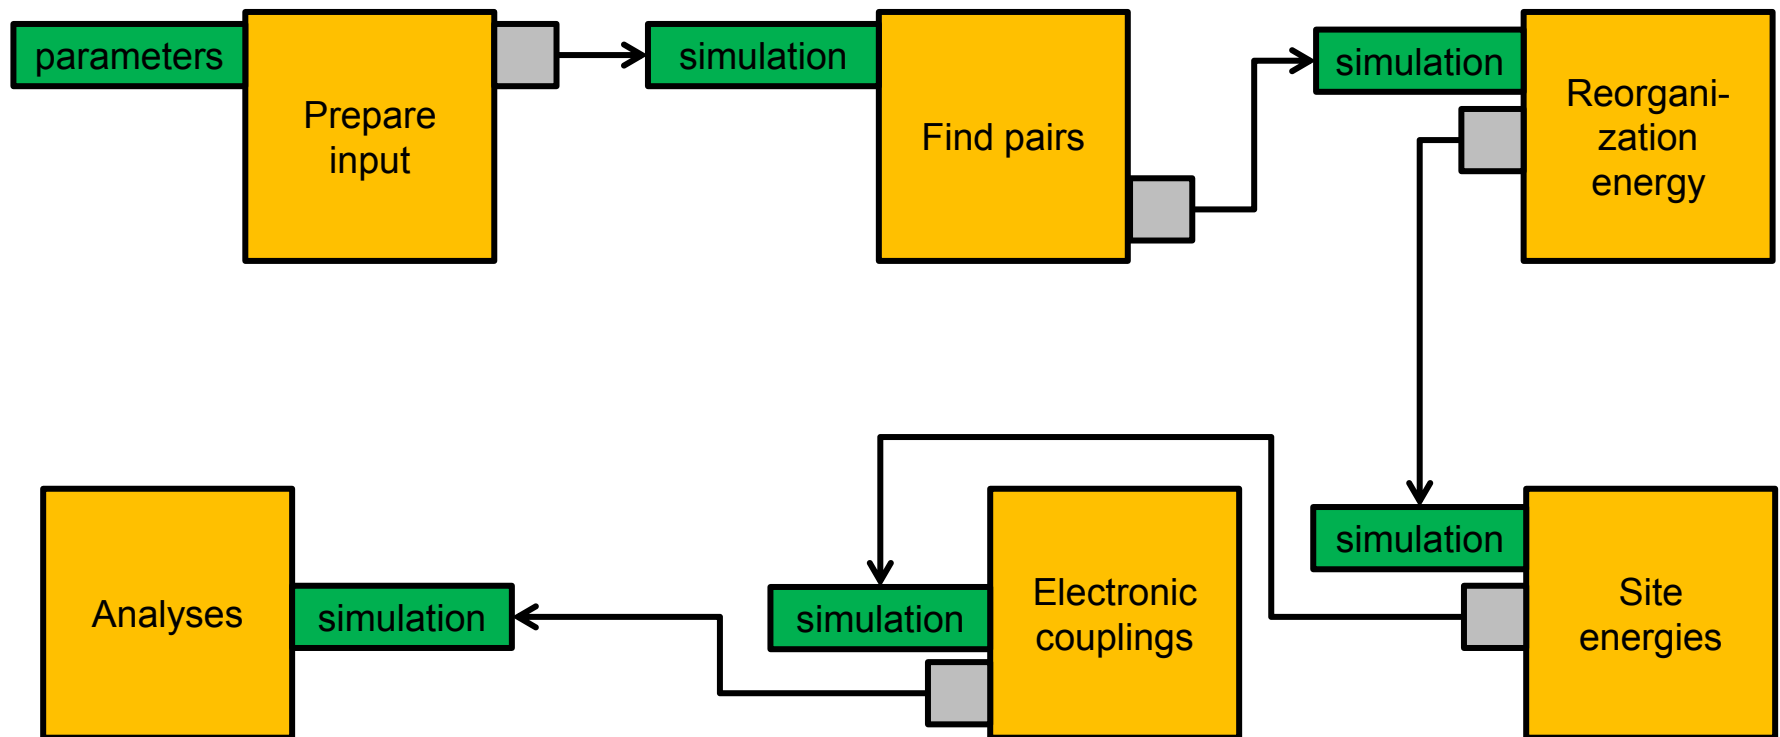 parameters
Prepare
input
simulation
Find pairs
simulation
Reorgani-
zation
energy
Analyses
simulation
simulation
Electronic
couplings
simulation
Site
energies